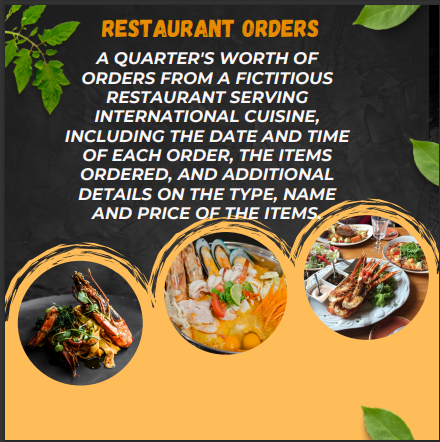 RESTAURANT ORDERS
A QUARTER'S WORTH OF
ORDERS FROM A FICTITIOUS
RESTAURANT SERVING
INTERNATIONAL CUISINE,
INCLUDING THE DATE AND TIME
OF EACH ORDER, THE ITEMS
ORDERED, AND ADDITIONAL
DETAILS ON THE TYPE, NAME
AND PRICE OF THE ITEMS.